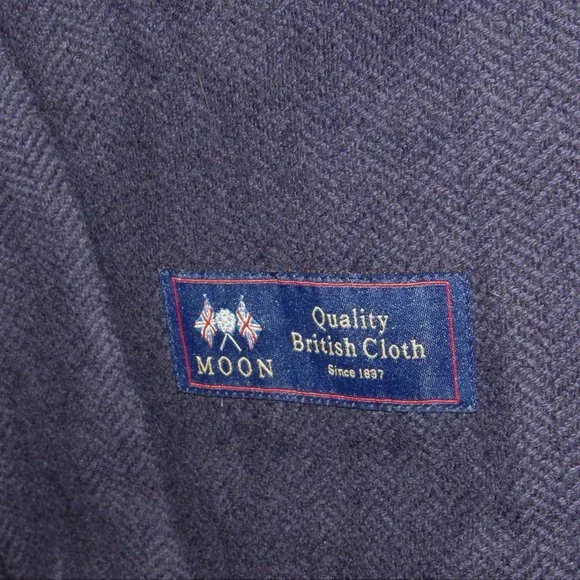 MOON
Quality
British Cloth
Since 1837